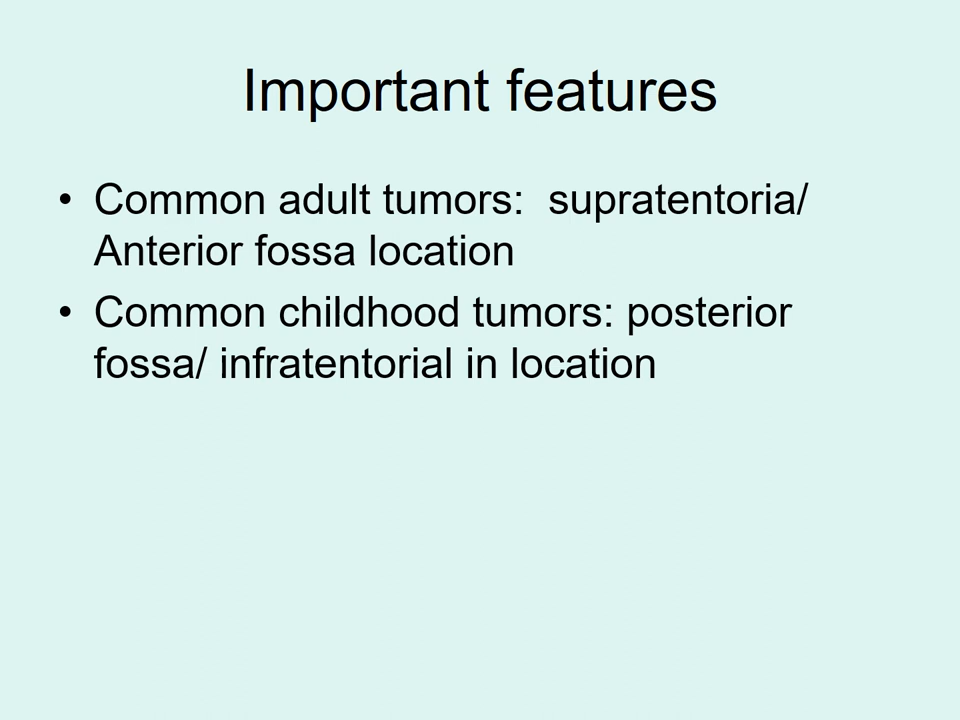 Important features
• Common adult tumors:  supratentoria/
Anterior fossa location
• Common childhood tumors: posterior
fossa/ infratentorial in location